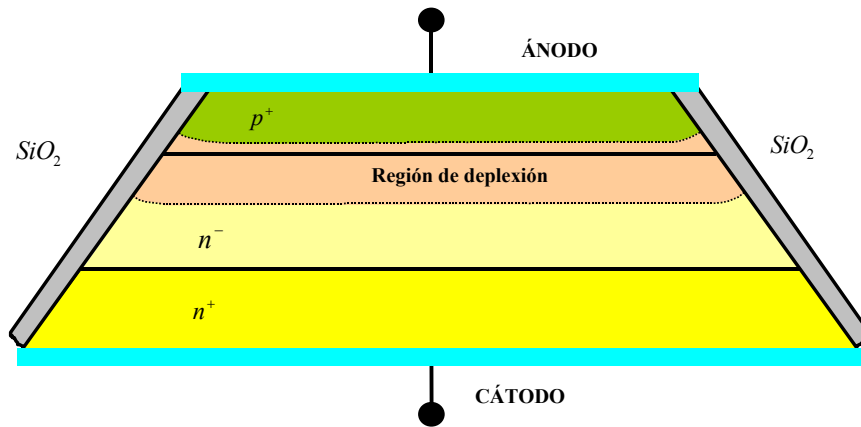 ÁNODO
p⁺
SiO₂
SiO₂
Región de deplexión
n⁻
n⁺
CÁTODO